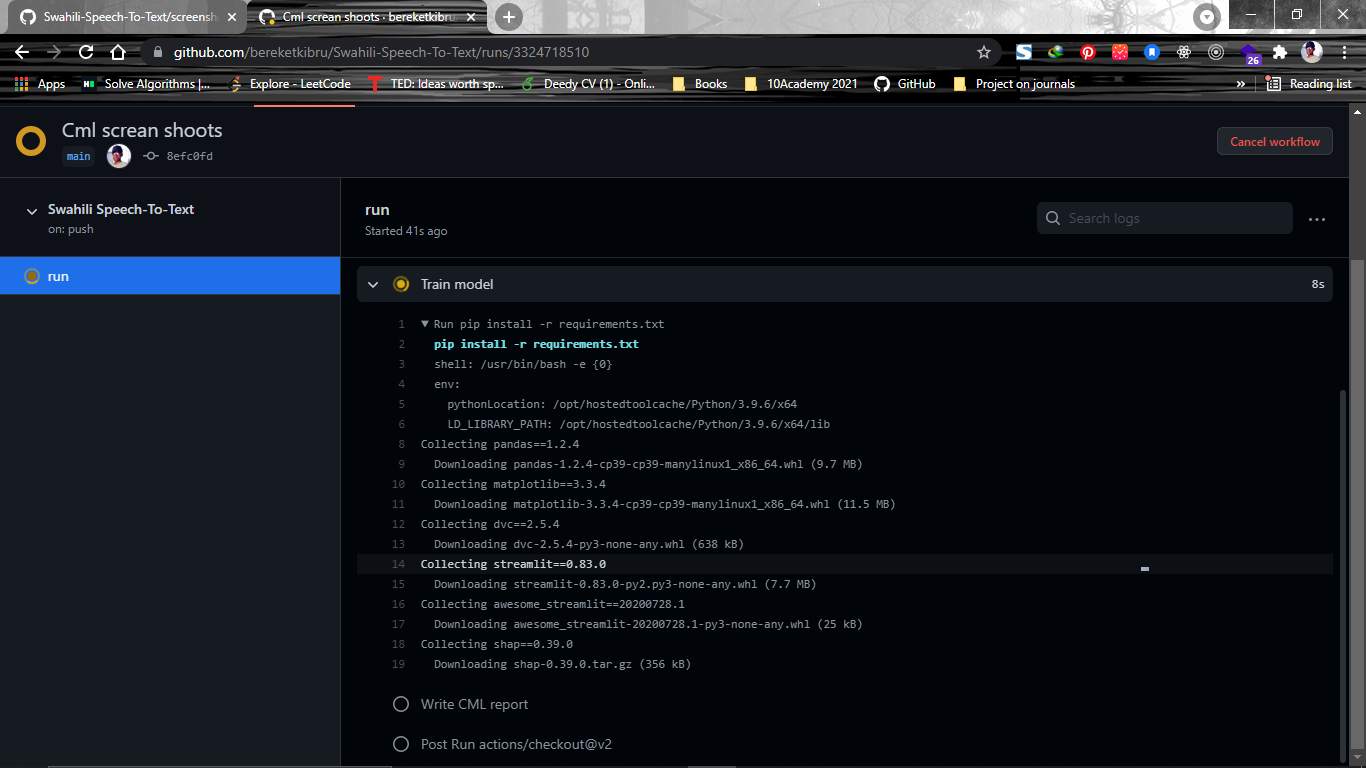 Swahili-Speech-To-Text/screensh
Cml screan shoots · bereketkibru
github.com/bereketkibru/Swahili-Speech-To-Text/runs/3324718510
26
Apps
Solve Algorithms |...
Explore - LeetCode
TED: Ideas worth sp...
Deedy CV (1) - Onli...
Books
10Academy 2021
GitHub
Project on journals
»
Reading list
Cml screan shoots
main
8efc0fd
Cancel workflow
Swahili Speech-To-Text
on: push
run
run
Started 41s ago
Search logs
Train model
8s
1 ▼ Run pip install -r requirements.txt
2 pip install -r requirements.txt
3 shell: /usr/bin/bash -e {0}
4 env:
5 pythonLocation: /opt/hostedtoolcache/Python/3.9.6/x64
6 LD_LIBRARY_PATH: /opt/hostedtoolcache/Python/3.9.6/x64/lib
8 Collecting pandas==1.2.4
9 Downloading pandas-1.2.4-cp39-cp39-manylinux1_x86_64.whl (9.7 MB)
10 Collecting matplotlib==3.3.4
11 Downloading matplotlib-3.3.4-cp39-cp39-manylinux1_x86_64.whl (11.5 MB)
12 Collecting dvc==2.5.4
13 Downloading dvc-2.5.4-py3-none-any.whl (638 kB)
14 Collecting streamlit==0.83.0
15 Downloading streamlit-0.83.0-py2.py3-none-any.whl (7.7 MB)
16 Collecting awesome_streamlit==20200728.1
17 Downloading awesome_streamlit-20200728.1-py3-none-any.whl (25 kB)
18 Collecting shap==0.39.0
19 Downloading shap-0.39.0.tar.gz (356 kB)
Write CML report
Post Run actions/checkout@v2